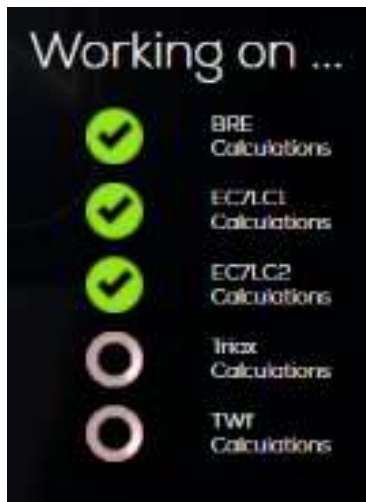 Working on ...
BRE
Calculations
EC7LC1
Calculations
EC7LC2
Calculations
Triax
Calculations
TWf
Calculations